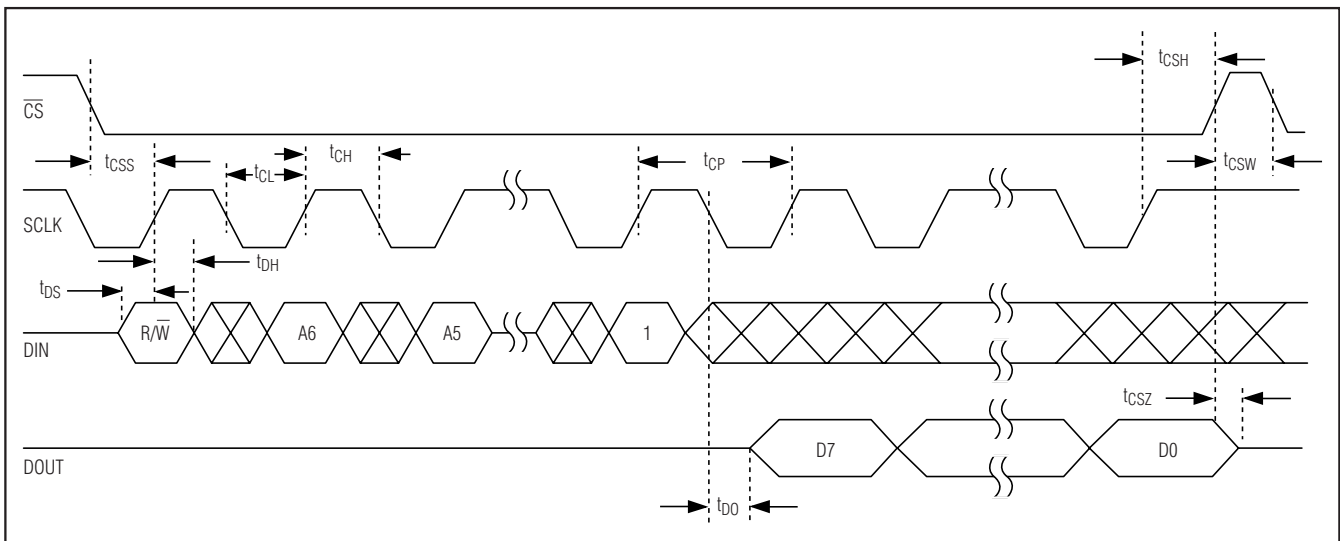 tCSH
CS
tCSS
tCL
tCH
tCP
tCSW
SCLK
tDH
tDS
R/W
A6
A5
1
DIN
tCSZ
D7
D0
DOUT
tDO